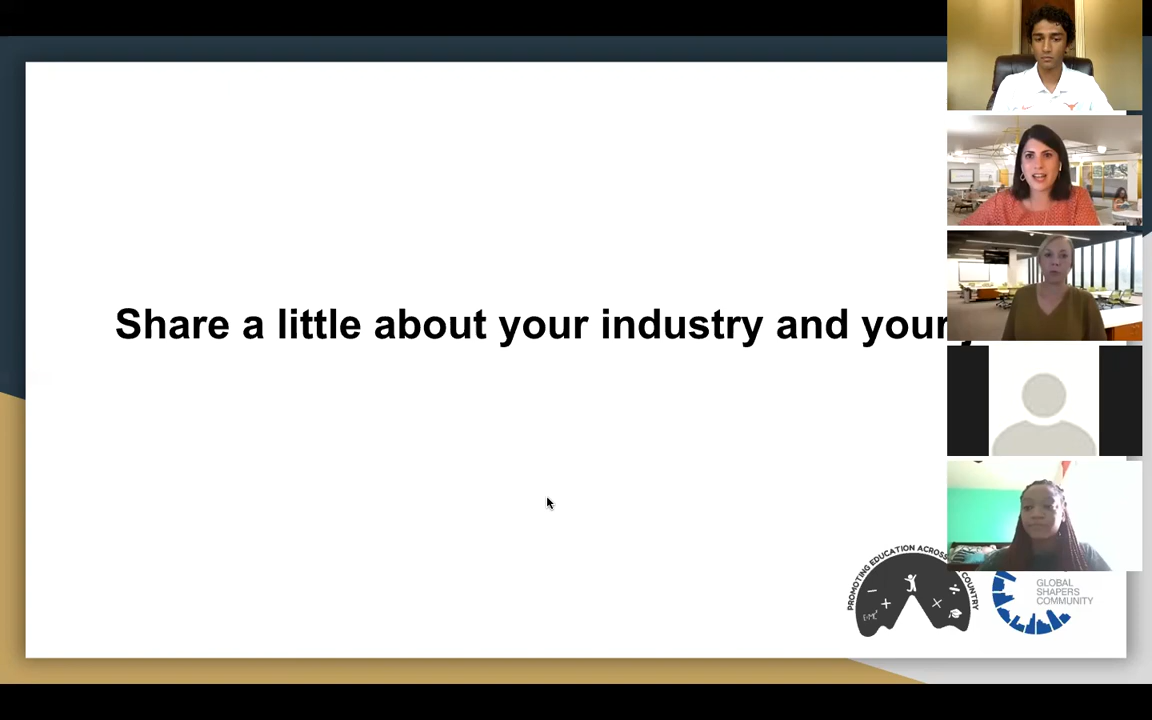 Share a little about your industry and your
PROMOTING EDUCATION ACROSS COUNTRY
GLOBAL
SHAPERS
COMMUNITY